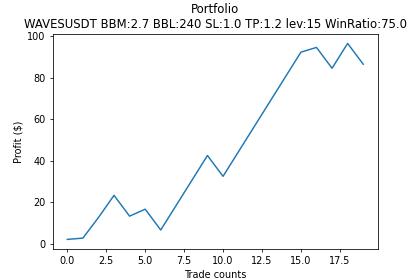 Portfolio
WAVESUSDT BBM:2.7 BBL:240 SL:1.0 TP:1.2 lev:15 WinRatio:75.0
Profit ($)
100
80
60
40
20
0
0.0 2.5 5.0 7.5 10.0 12.5 15.0 17.5
Trade counts